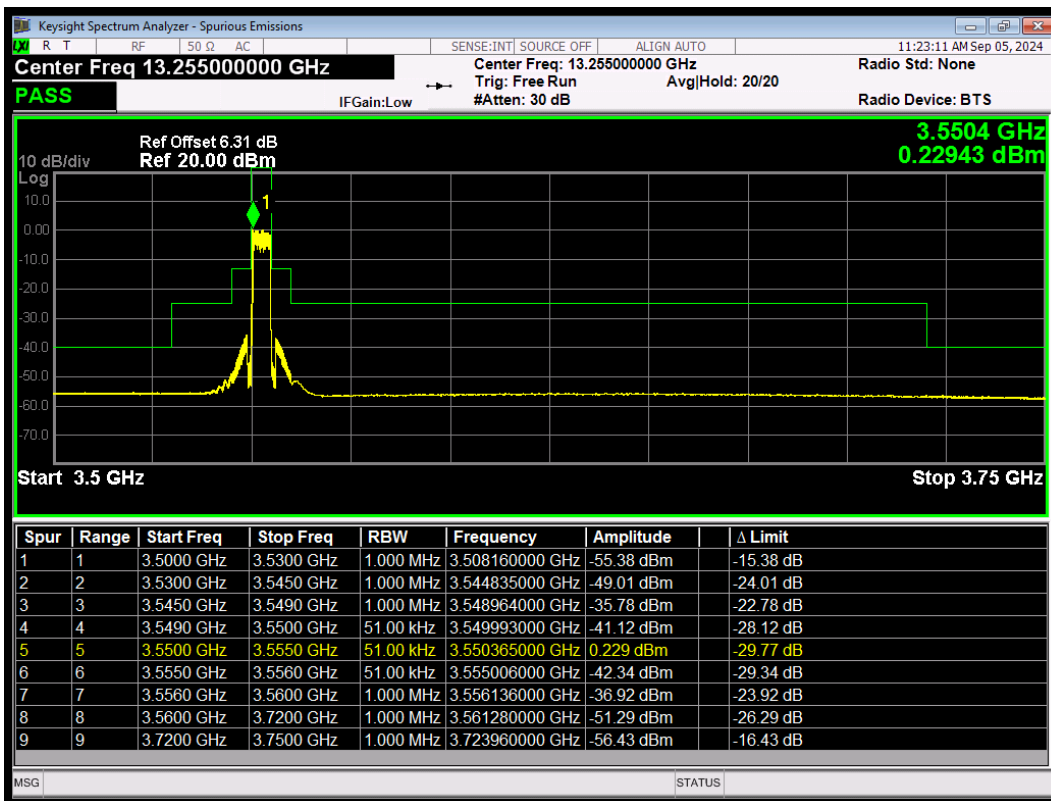 Keysight Spectrum Analyzer - Spurious Emissions
LXI R T RF 50 Ω AC SENSE:INT SOURCE OFF ALIGN AUTO 11:23:11 AM Sep 05, 2024
Center Freq 13.255000000 GHz Center Freq: 13.255000000 GHz Radio Std: None
Trig: Free Run Avg|Hold: 20/20
PASS IFGain:Low #Atten: 30 dB Radio Device: BTS
3.5504 GHz
Ref Offset 6.31 dB
10 dB/div Ref 20.00 dBm 0.22943 dBm
Log
10.0
1
0.00
-10.0
-20.0
-30.0
-40.0
-50.0
-60.0
-70.0
Start 3.5 GHz Stop 3.75 GHz
Spur Range Start Freq Stop Freq RBW Frequency Amplitude Δ Limit
1 1 3.5000 GHz 3.5300 GHz 1.000 MHz 3.508160000 GHz -55.38 dBm -15.38 dB
2 2 3.5300 GHz 3.5450 GHz 1.000 MHz 3.544835000 GHz -49.01 dBm -24.01 dB
3 3 3.5450 GHz 3.5490 GHz 1.000 MHz 3.548964000 GHz -35.78 dBm -22.78 dB
4 4 3.5490 GHz 3.5500 GHz 51.00 kHz 3.549993000 GHz -41.12 dBm -28.12 dB
5 5 3.5500 GHz 3.5550 GHz 51.00 kHz 3.550365000 GHz 0.229 dBm -29.77 dB
6 6 3.5550 GHz 3.5560 GHz 51.00 kHz 3.555006000 GHz -42.34 dBm -29.34 dB
7 7 3.5560 GHz 3.5600 GHz 1.000 MHz 3.556136000 GHz -36.92 dBm -23.92 dB
8 8 3.5600 GHz 3.7200 GHz 1.000 MHz 3.561280000 GHz -51.29 dBm -26.29 dB
9 9 3.7200 GHz 3.7500 GHz 1.000 MHz 3.723960000 GHz -56.43 dBm -16.43 dB
MSG STATUS